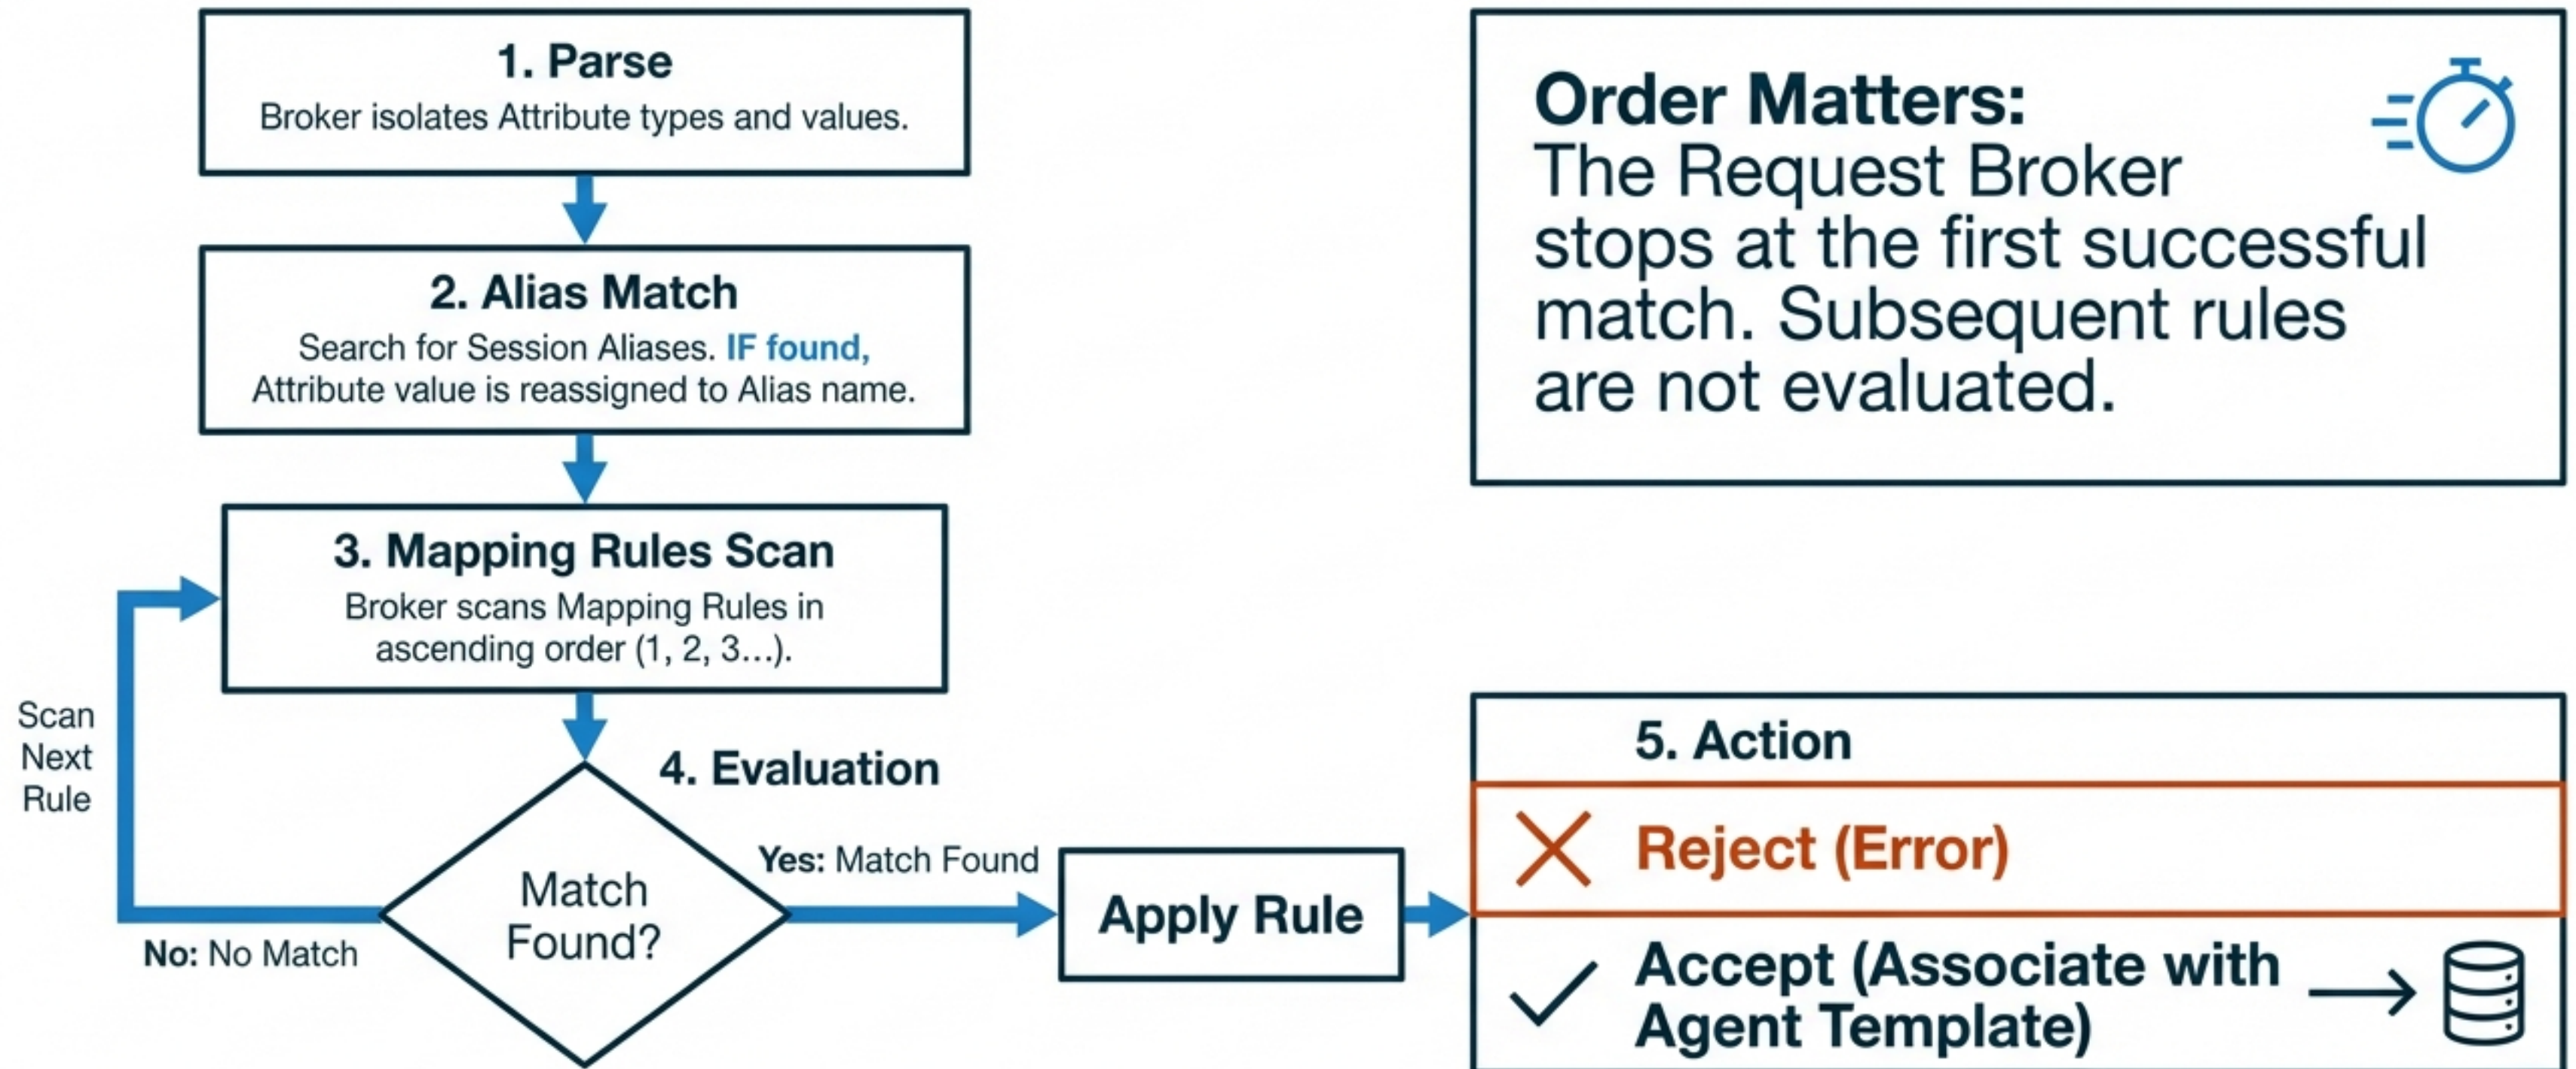 1. Parse
Broker isolates Attribute types and values.
2. Alias Match
Search for Session Aliases. IF found,
Attribute value is reassigned to Alias name.
3. Mapping Rules Scan
Broker scans Mapping Rules in
ascending order (1, 2, 3...).
Scan
Next
Rule
4. Evaluation
Match
Found?
No: No Match
Yes: Match Found
Apply Rule
Order Matters:
The Request Broker
stops at the first successful
match. Subsequent rules
are not evaluated.
5. Action
Reject (Error)
Accept (Associate with
Agent Template)